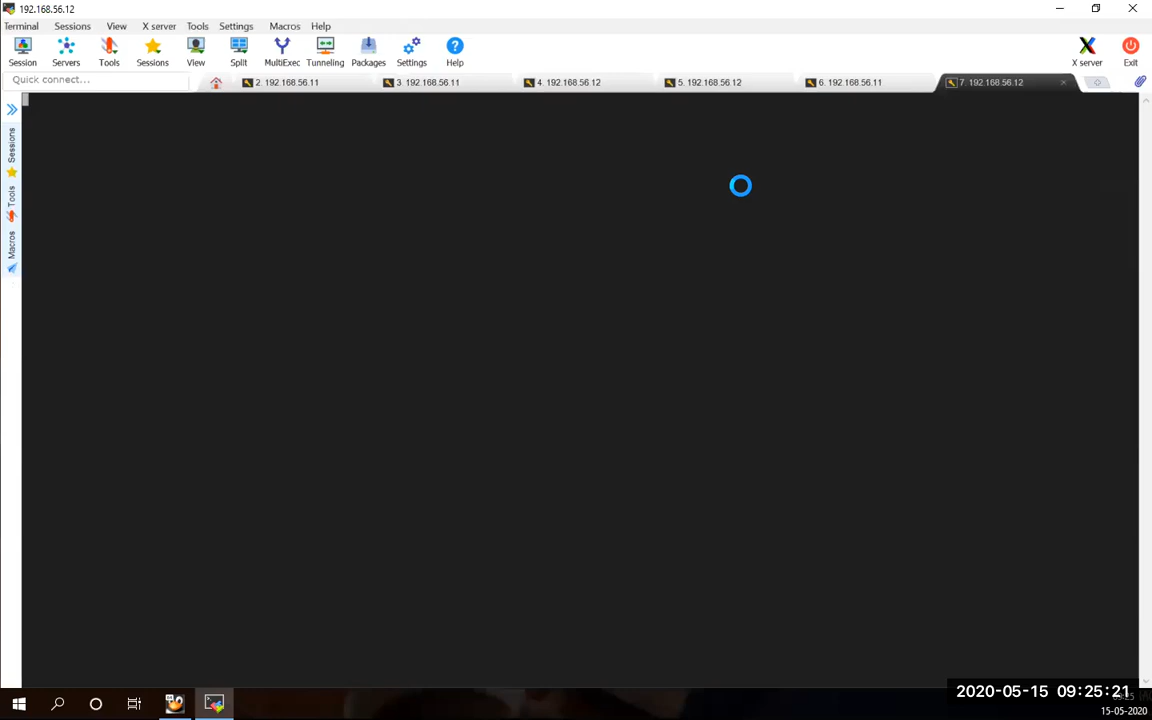 192.168.56.12
Terminal Sessions View X server Tools Settings Macros Help
Session Servers Tools Sessions View Split MultiExec Tunneling Packages Settings Help X server Exit
Quick connect... 2. 192.168.56.11 3. 192.168.56.11 4. 192.168.56.12 5. 192.168.56.12 6. 192.168.56.11 7. 192.168.56.12
Sessions
Tools
Macros
2020-05-15 09:25:21
15-05-2020